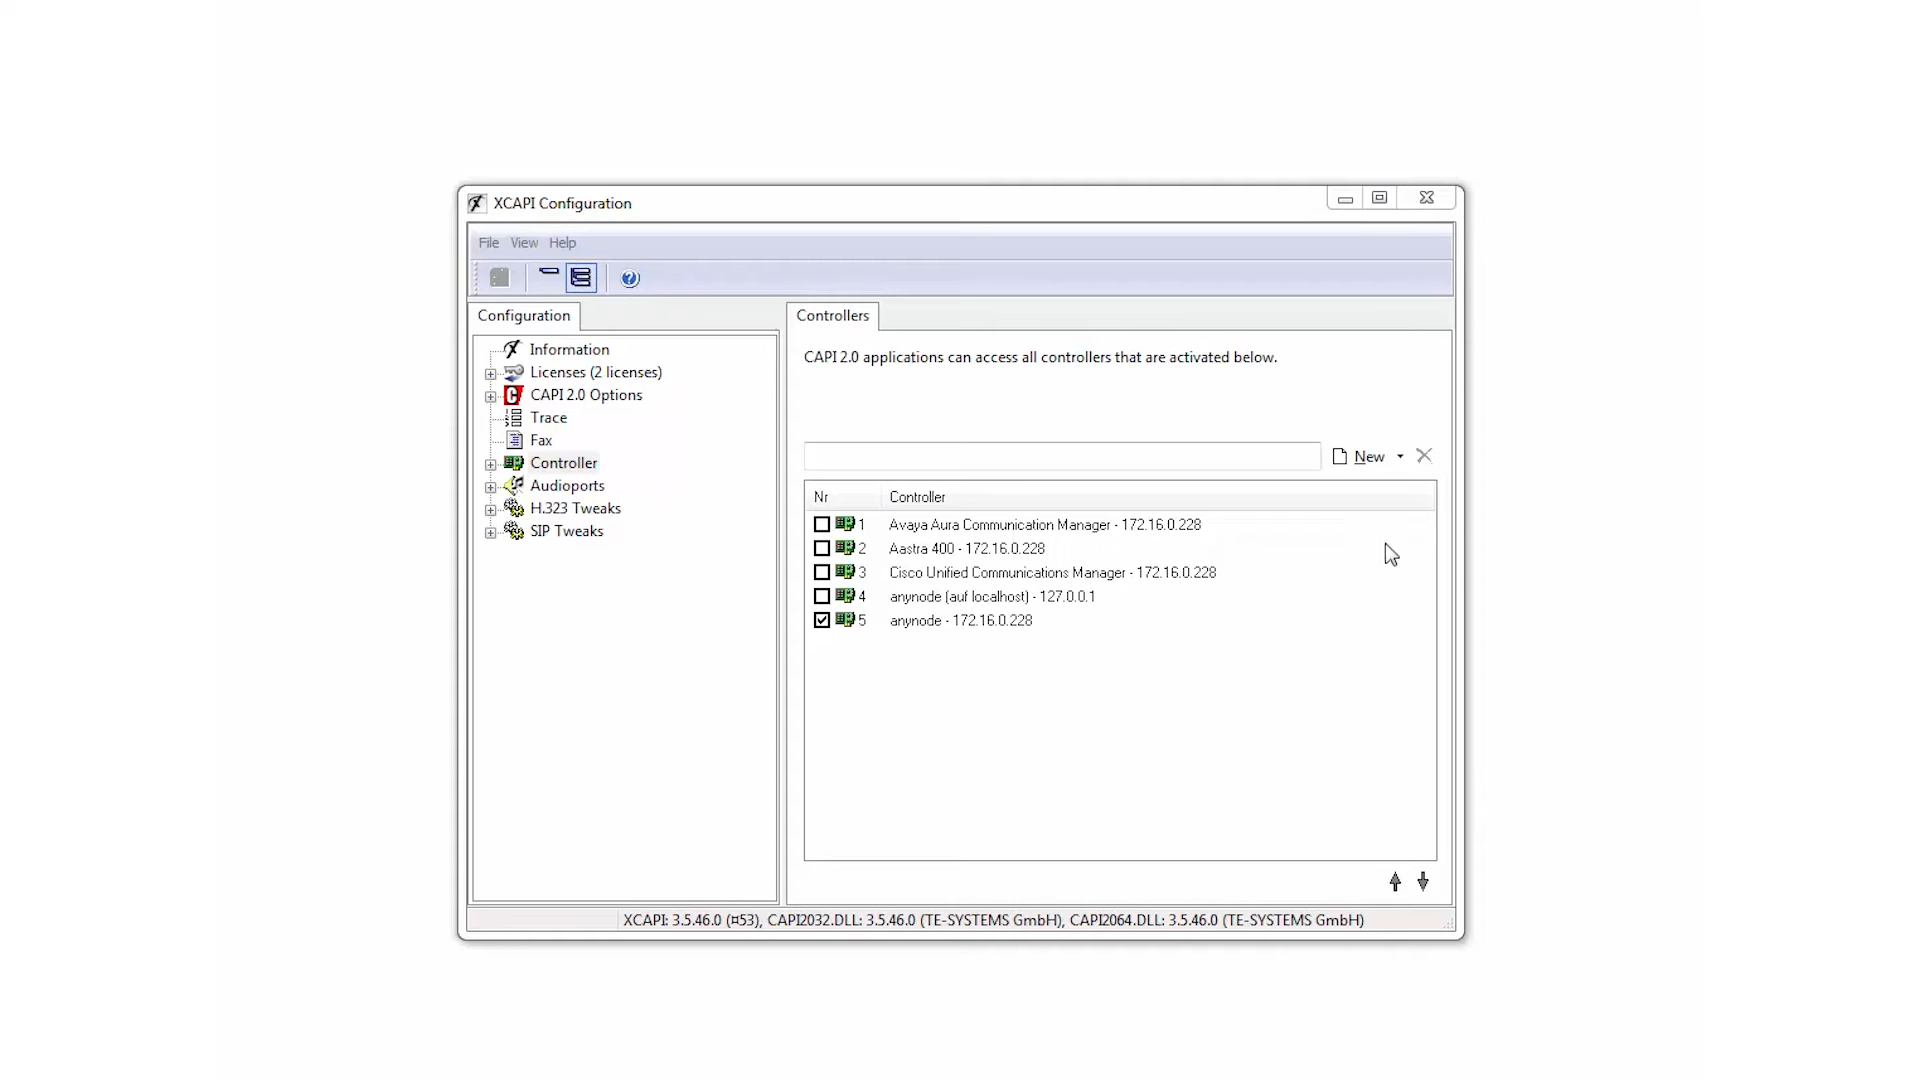 XCAPI Configuration
File View Help
Configuration
Controllers
Information
Licenses (2 licenses)
CAPI 2.0 Options
Trace
Fax
Controller
Audioports
H.323 Tweaks
SIP Tweaks
CAPI 2.0 applications can access all controllers that are activated below.
New
Nr Controller
1 Avaya Aura Communication Manager - 172.16.0.228
2 Aastra 400 - 172.16.0.228
3 Cisco Unified Communications Manager - 172.16.0.228
4 anynode (auf localhost) - 127.0.0.1
5 anynode - 172.16.0.228
XCAPI: 3.5.46.0 (¤53), CAPI2032.DLL: 3.5.46.0 (TE-SYSTEMS GmbH), CAPI2064.DLL: 3.5.46.0 (TE-SYSTEMS GmbH)